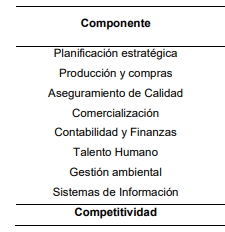 Componente
Planificación estratégica
Producción y compras
Aseguramiento de Calidad
Comercialización
Contabilidad y Finanzas
Talento Humano
Gestión ambiental
Sistemas de Información
Competitividad